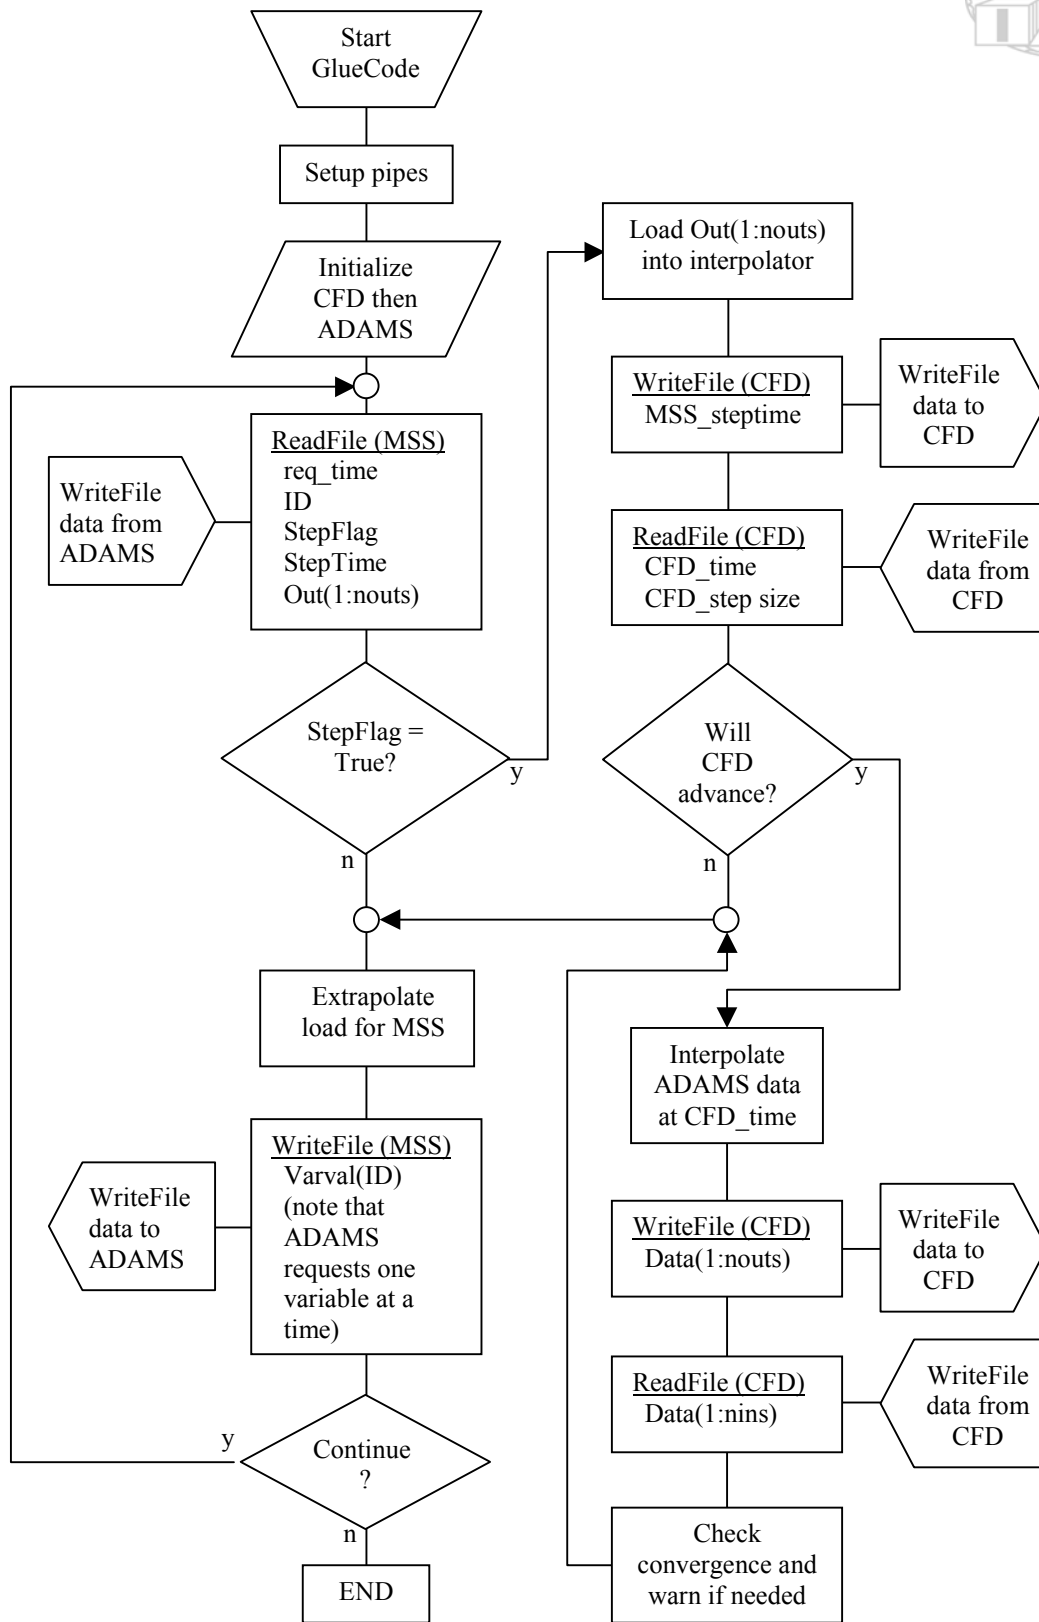 Start
GlueCode
Setup pipes
Initialize
CFD then
ADAMS
WriteFile
data from
ADAMS
ReadFile (MSS)
req_time
ID
StepFlag
StepTime
Out(1:nouts)
StepFlag =
True?
y
n
Extrapolate
load for MSS
WriteFile
data to
ADAMS
WriteFile (MSS)
Varval(ID)
(note that
ADAMS
requests one
variable at a
time)
y
Continue
?
n
END
Load Out(1:nouts)
into interpolator
WriteFile (CFD)
MSS_steptime
WriteFile
data to
CFD
ReadFile (CFD)
CFD_time
CFD_step size
WriteFile
data from
CFD
Will
CFD
advance?
y
n
Interpolate
ADAMS data
at CFD_time
WriteFile (CFD)
Data(1:nouts)
WriteFile
data to
CFD
ReadFile (CFD)
Data(1:nins)
WriteFile
data from
CFD
Check
convergence and
warn if needed